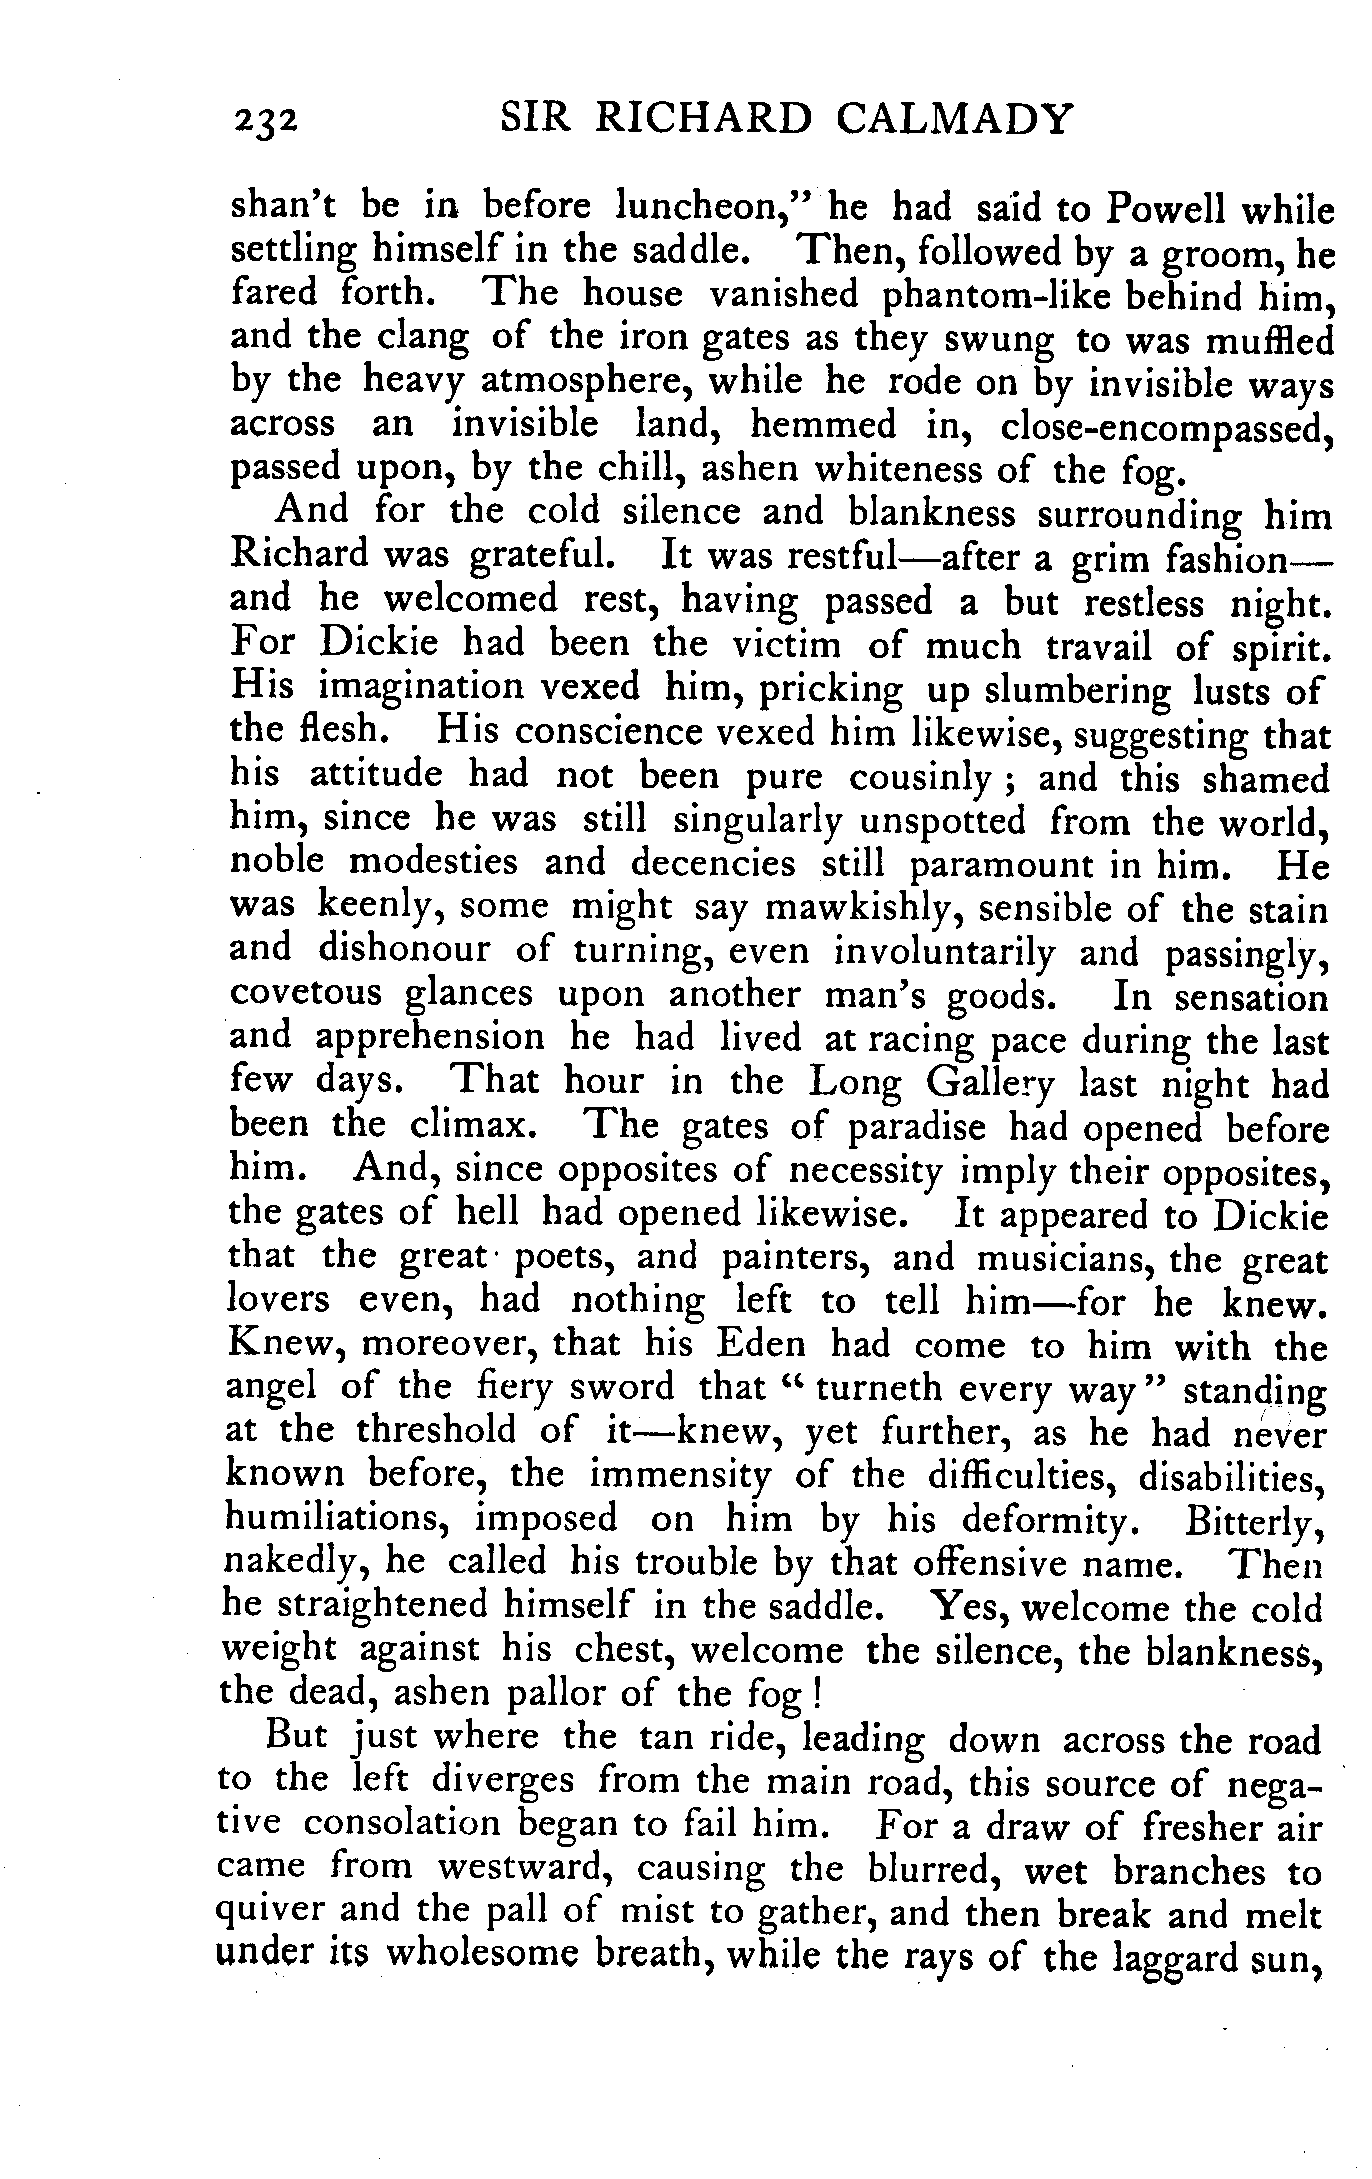 232 SIR RICHARD CALMADY
shan't be in before luncheon," he had said to Powell while
settling himself in the saddle. Then, followed by a groom, he
fared forth. The house vanished phantom-like behind him,
and the clang of the iron gates as they swung to was muffled
by the heavy atmosphere, while he rode on by invisible ways
across an invisible land, hemmed in, close-encompassed,
passed upon, by the chill, ashen whiteness of the fog.
And for the cold silence and blankness surrounding him
Richard was grateful. It was restful—after a grim fashion—
and he welcomed rest, having passed a but restless night.
For Dickie had been the victim of much travail of spirit.
His imagination vexed him, pricking up slumbering lusts of
the flesh. His conscience vexed him likewise, suggesting that
his attitude had not been pure cousinly ; and this shamed
him, since he was still singularly unspotted from the world,
noble modesties and decencies still paramount in him. He
was keenly, some might say mawkishly, sensible of the stain
and dishonour of turning, even involuntarily and passingly,
covetous glances upon another man's goods. In sensation
and apprehension he had lived at racing pace during the last
few days. That hour in the Long Gallery last night had
been the climax. The gates of paradise had opened before
him. And, since opposites of necessity imply their opposites,
the gates of hell had opened likewise. It appeared to Dickie
that the great poets, and painters, and musicians, the great
lovers even, had nothing left to tell him—for he knew.
Knew, moreover, that his Eden had come to him with the
angel of the fiery sword that " turneth every way" standing
at the threshold of it—knew, yet further, as he had never
known before, the immensity of the difficulties, disabilities,
humiliations, imposed on him by his deformity. Bitterly,
nakedly, he called his trouble by that offensive name. Then
he straightened himself in the saddle. Yes, welcome the cold
weight against his chest, welcome the silence, the blankness,
the dead, ashen pallor of the fog !
But just where the tan ride, leading down across the road
to the left diverges from the main road, this source of nega-
tive consolation began to fail him. For a draw of fresher air
came from westward, causing the blurred, wet branches to
quiver and the pall of mist to gather, and then break and melt
under its wholesome breath, while the rays of the laggard sun,